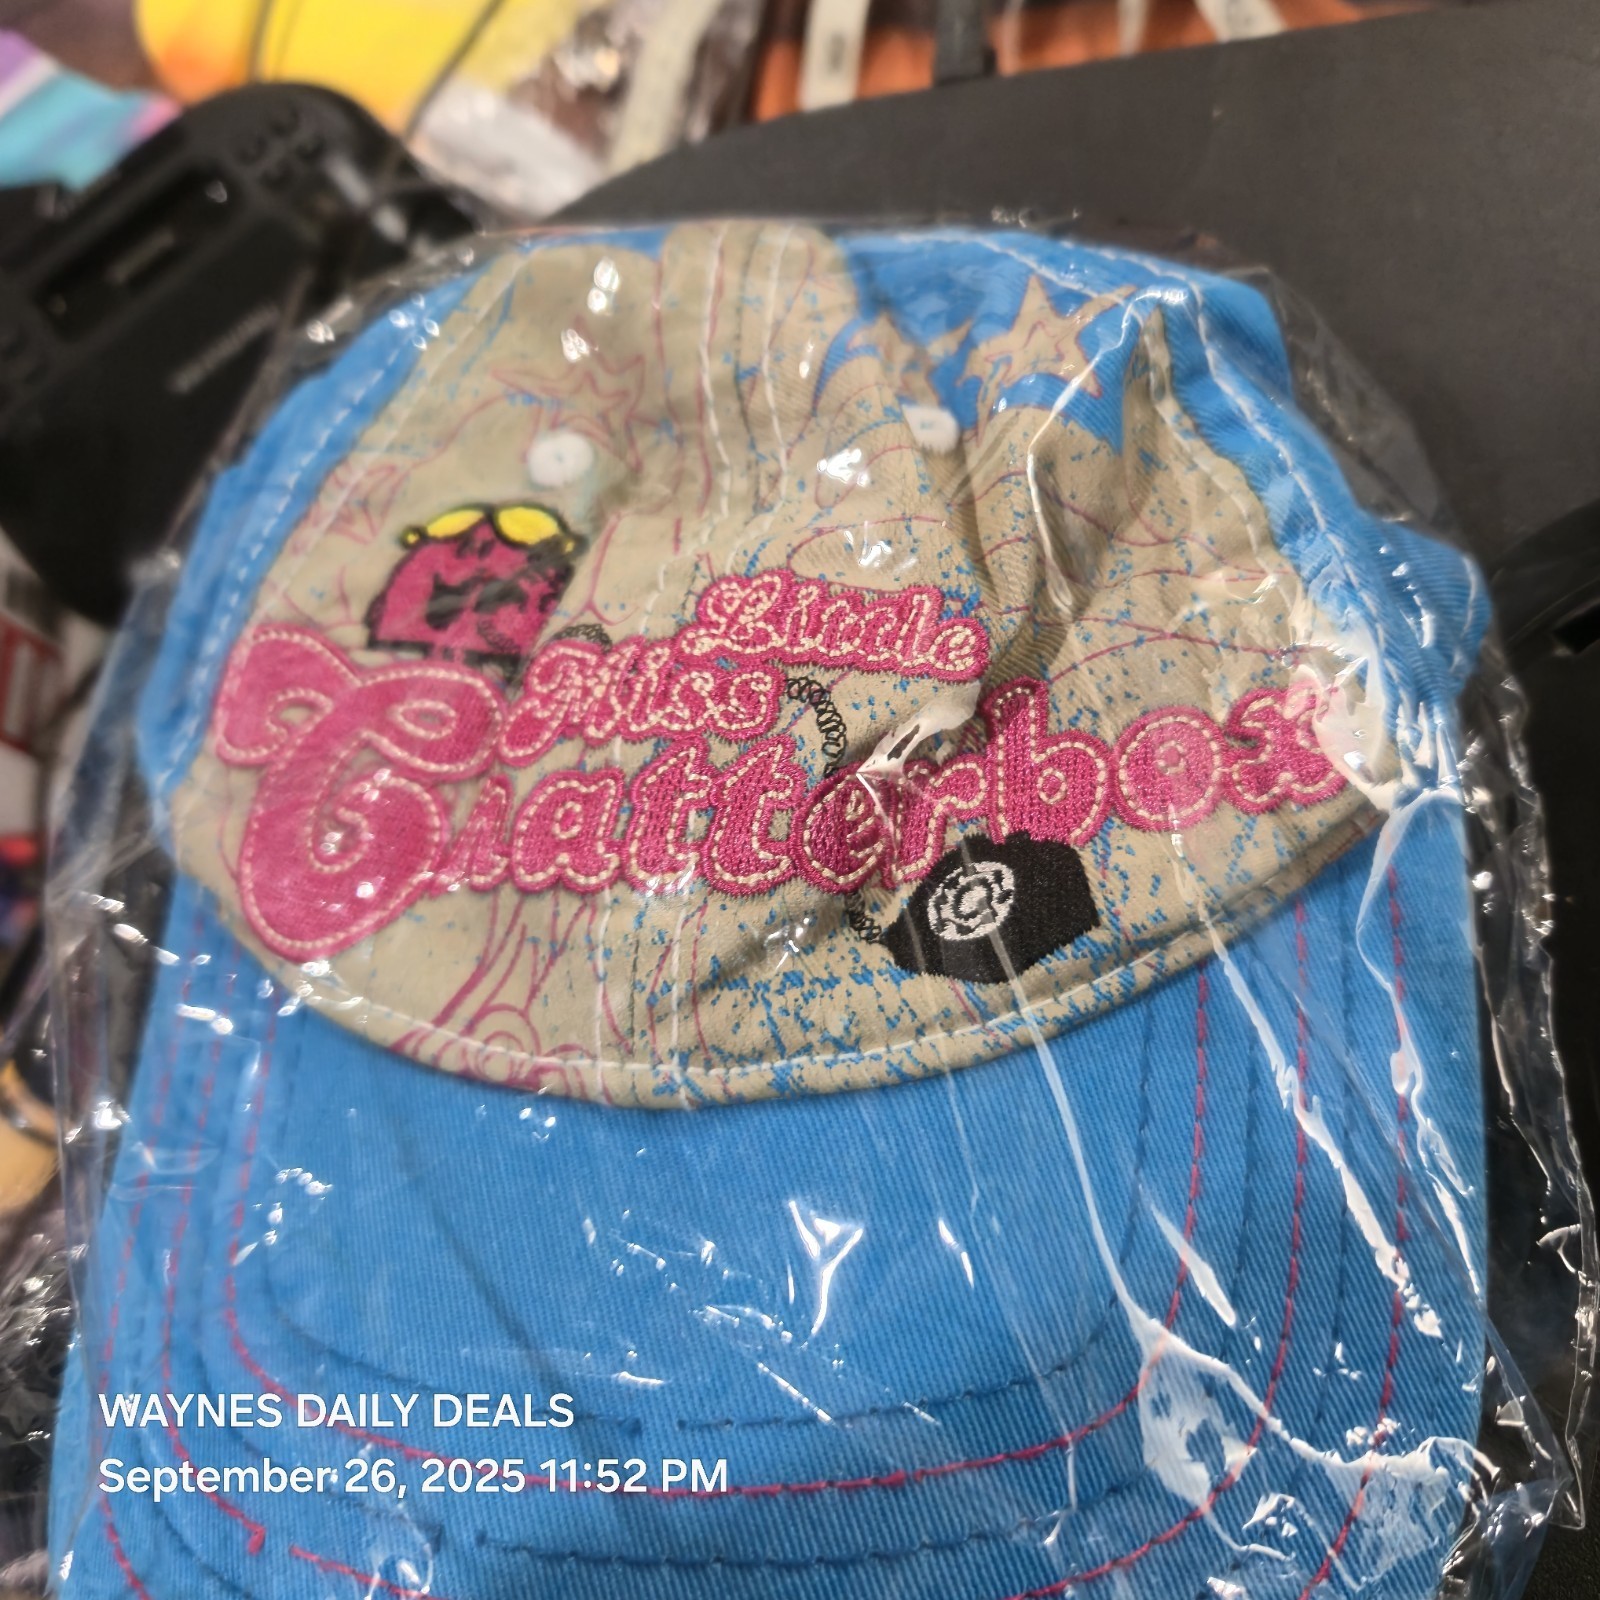 Little
Miss
Chatterbox
WAYNES DAILY DEALS
September 26, 2025 11:52 PM